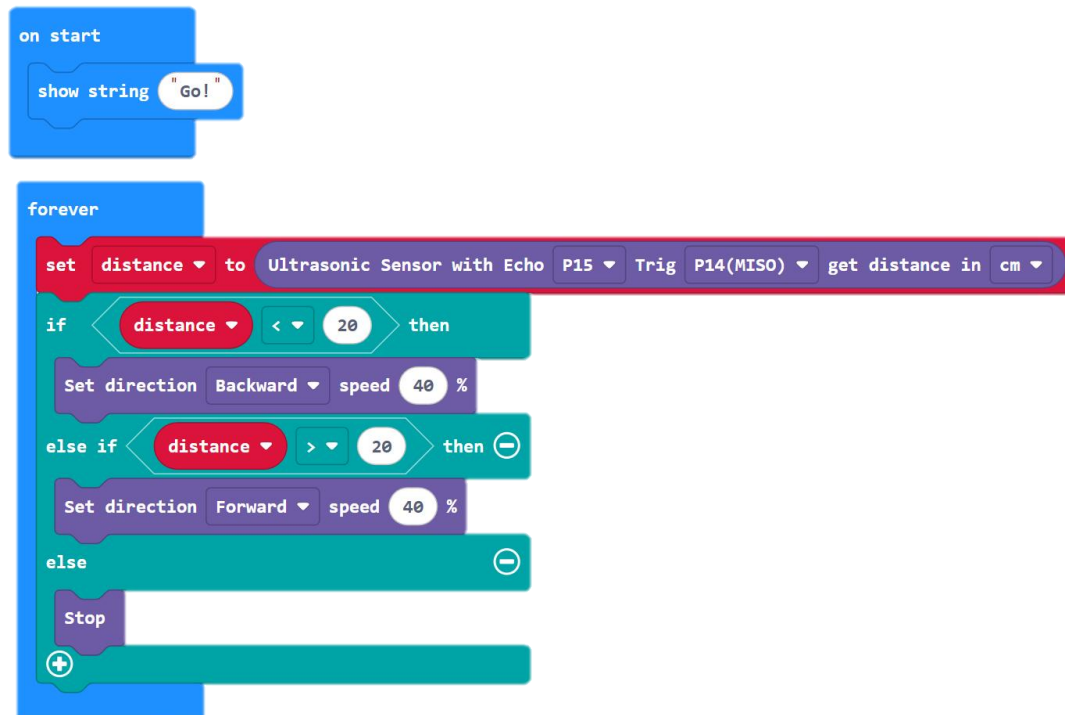 on start
show string "Go!"
forever
set distance to Ultrasonic Sensor with Echo P15 Trig P14(MISO) get distance in cm
if distance < 20 then
Set direction Backward speed 40 %
else if distance > 20 then
Set direction Forward speed 40 %
else
Stop